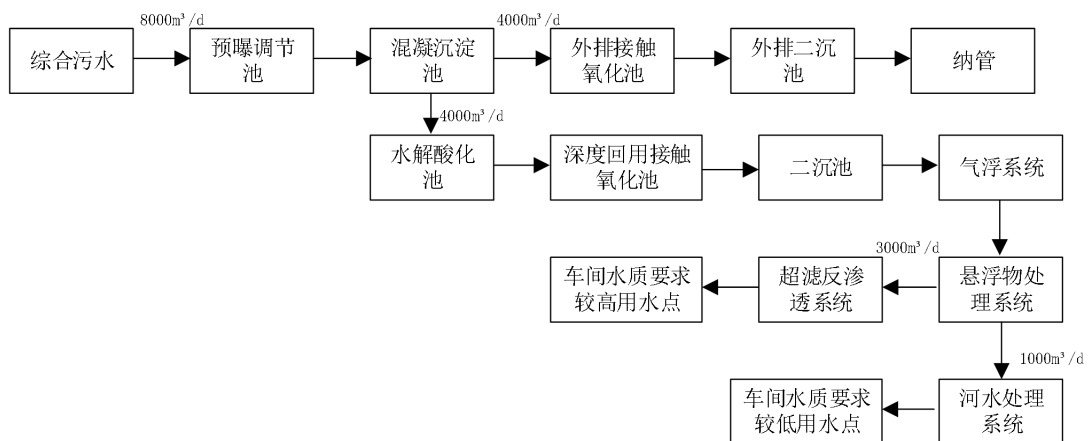 8000m³/d
4000m³/d
综合污水
预曝调节
池
混凝沉淀
池
外排接触
氧化池
外排二沉
池
纳管
4000m³/d
水解酸化
池
深度回用接触
氧化池
二沉池
气浮系统
3000m³/d
车间水质要求
较高用水点
超滤反渗
透系统
悬浮物处
理系统
1000m³/d
车间水质要求
较低用水点
河水处理
系统